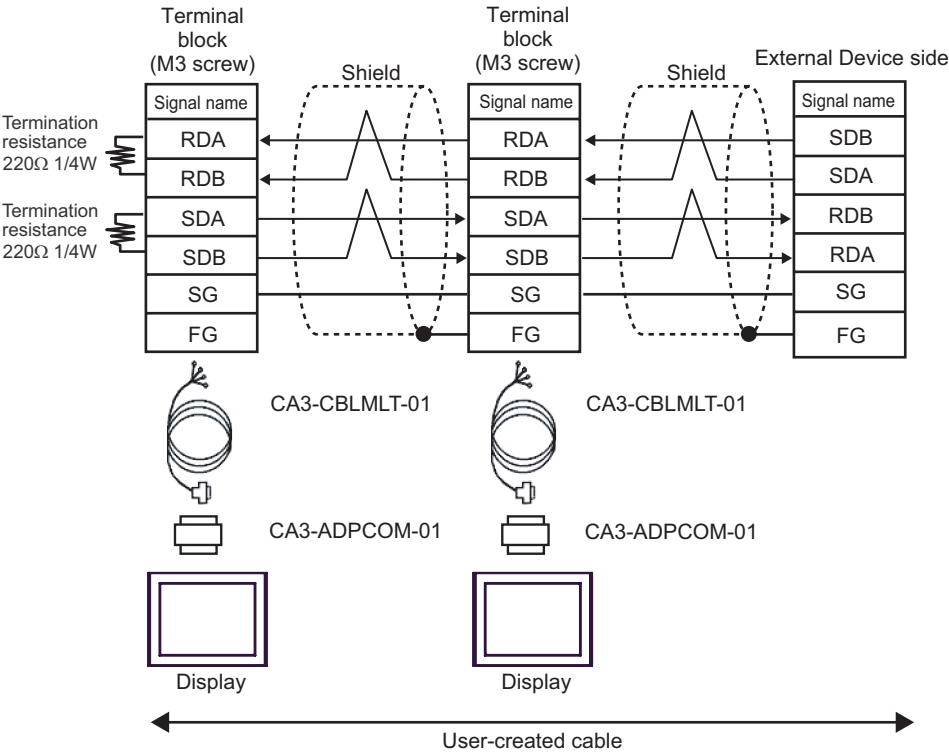 Terminal
block
(M3 screw)
Terminal
block
(M3 screw)
External Device side
Shield
Shield
Signal name
Signal name
Signal name
Termination
resistance
220Ω 1/4W
RDA
RDA
SDB
RDB
RDB
SDA
Termination
resistance
220Ω 1/4W
SDA
SDA
RDB
SDB
SDB
RDA
SG
SG
SG
FG
FG
FG
CA3-CBLMLT-01
CA3-CBLMLT-01
CA3-ADPCOM-01
CA3-ADPCOM-01
Display
Display
User-created cable